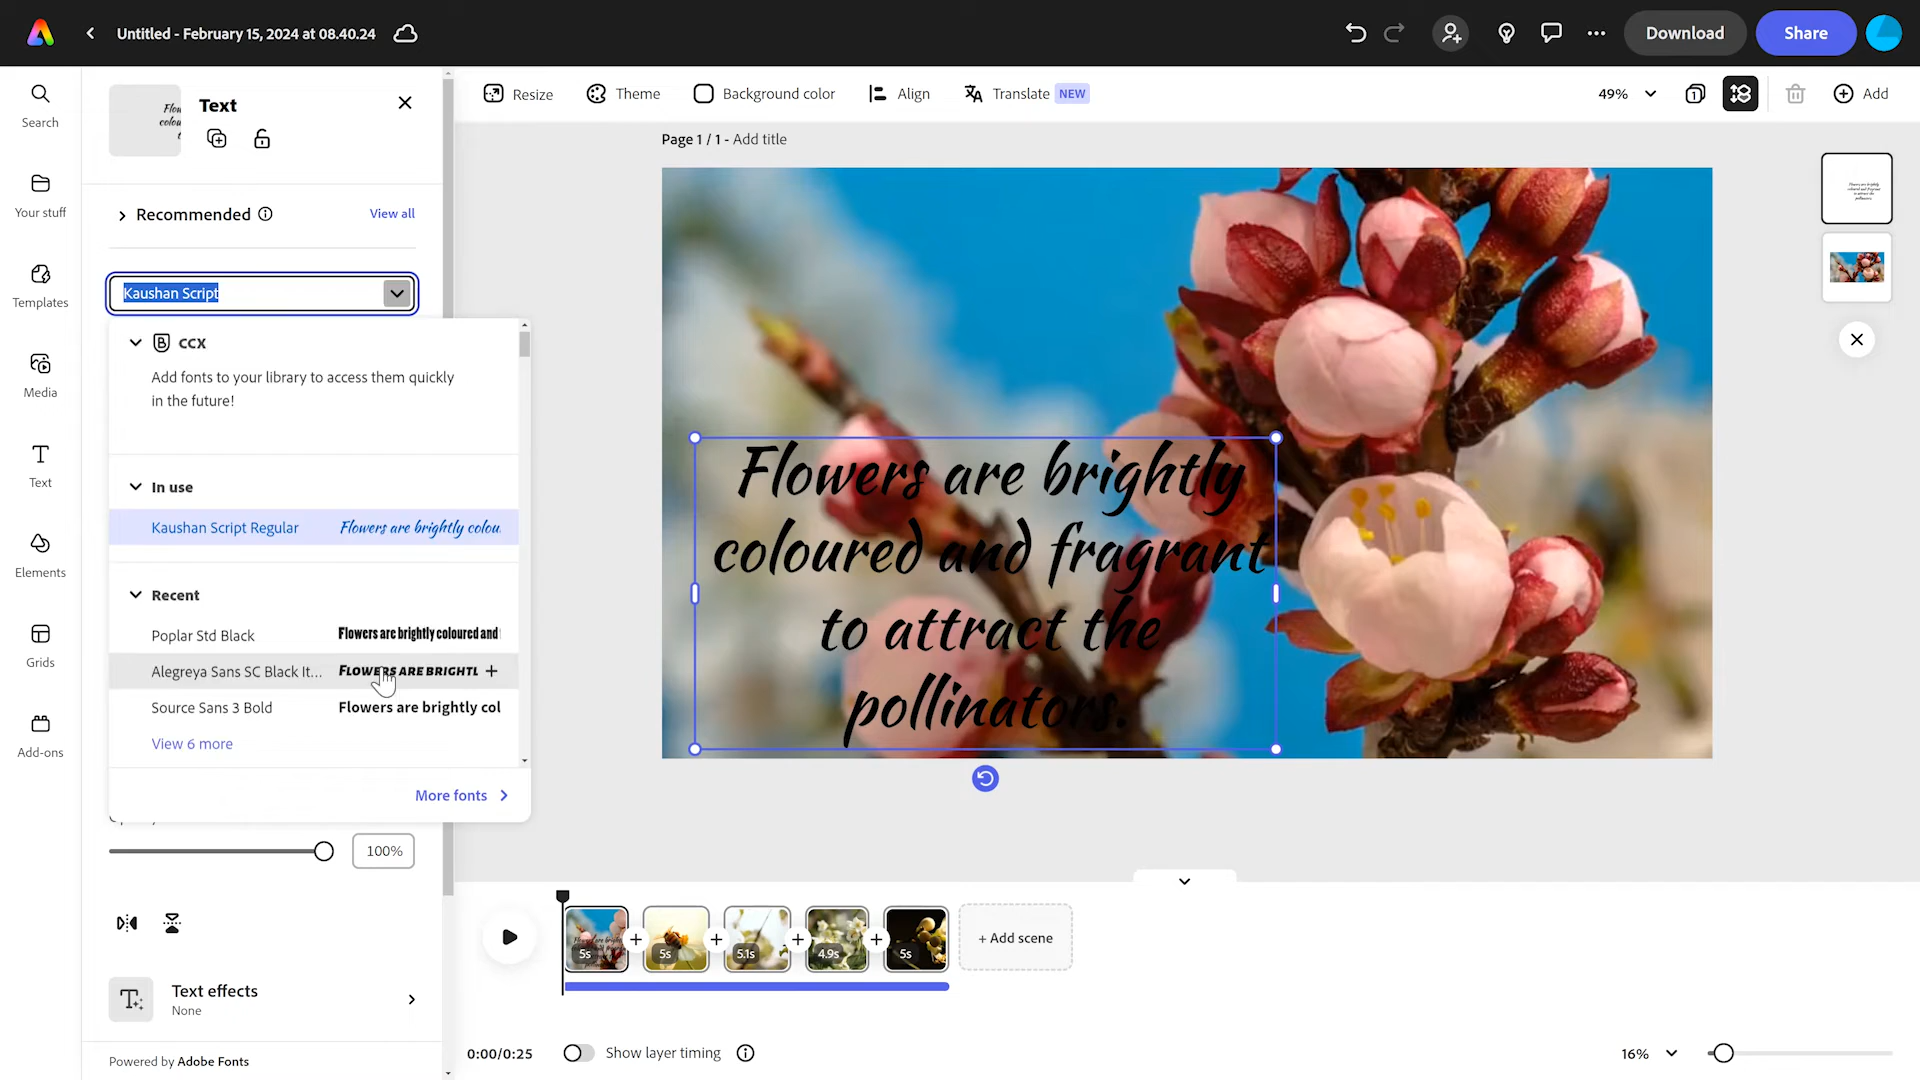 Untitled - February 15, 2024 at 08.40.24
Download
Share
Search
Your stuff
Templates
Media
Text
Elements
Grids
Add-ons
Text
Recommended
View all
Kaushan Script
CCX
Add fonts to your library to access them quickly
in the future!
In use
Kaushan Script Regular Flowers are brightly colou
Recent
Poplar Std Black Flowers are brightly coloured and
Alegreya Sans SC Black It... Flowers are brightl
Source Sans 3 Bold Flowers are brightly col
View 6 more
More fonts
100%
Text effects
None
Powered by Adobe Fonts
Resize
Theme
Background color
Align
Translate NEW
49%
1
Add
Page 1 / 1 - Add title
Flowers are brightly
coloured and fragrant
to attract the
pollinators.
5s
5s
5.1s
4.9s
5s
+ Add scene
0:00/0:25
Show layer timing
16%